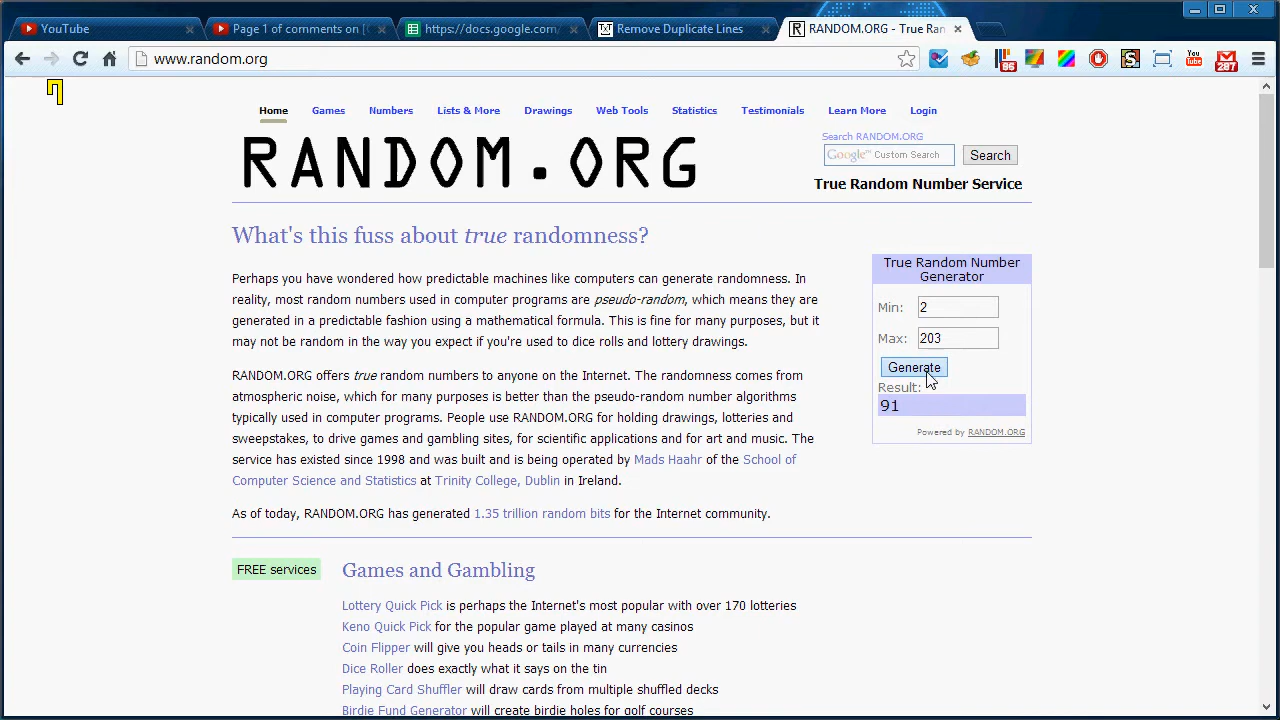 YouTube
Page 1 of comments on [
https://docs.google.com/
Remove Duplicate Lines
RANDOM.ORG - True Ran
www.random.org
86
You
Tube
287
Home
Games
Numbers
Lists & More
Drawings
Web Tools
Statistics
Testimonials
Learn More
Login
RANDOM.ORG
Search RANDOM.ORG
Google™ Custom Search
Search
True Random Number Service
What's this fuss about true randomness?
Perhaps you have wondered how predictable machines like computers can generate randomness. In
reality, most random numbers used in computer programs are pseudo-random, which means they are
generated in a predictable fashion using a mathematical formula. This is fine for many purposes, but it
may not be random in the way you expect if you're used to dice rolls and lottery drawings.
RANDOM.ORG offers true random numbers to anyone on the Internet. The randomness comes from
atmospheric noise, which for many purposes is better than the pseudo-random number algorithms
typically used in computer programs. People use RANDOM.ORG for holding drawings, lotteries and
sweepstakes, to drive games and gambling sites, for scientific applications and for art and music. The
service has existed since 1998 and was built and is being operated by Mads Haahr of the School of
Computer Science and Statistics at Trinity College, Dublin in Ireland.
As of today, RANDOM.ORG has generated 1.35 trillion random bits for the Internet community.
True Random Number
Generator
Min: 2
Max: 203
Generate
Result:
91
Powered by RANDOM.ORG
FREE services
Games and Gambling
Lottery Quick Pick is perhaps the Internet's most popular with over 170 lotteries
Keno Quick Pick for the popular game played at many casinos
Coin Flipper will give you heads or tails in many currencies
Dice Roller does exactly what it says on the tin
Playing Card Shuffler will draw cards from multiple shuffled decks
Birdie Fund Generator will create birdie holes for golf courses